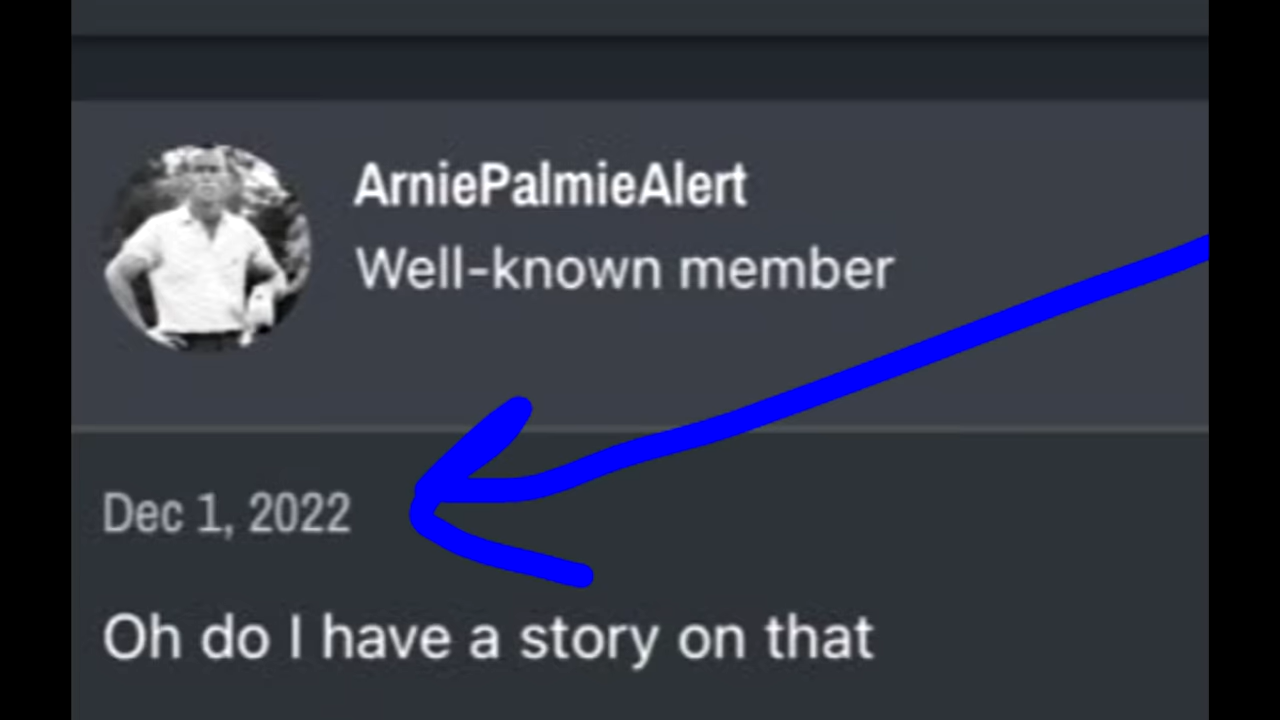 ArniePalmieAlert
Well-known member
Dec 1, 2022
Oh do I have a story on that